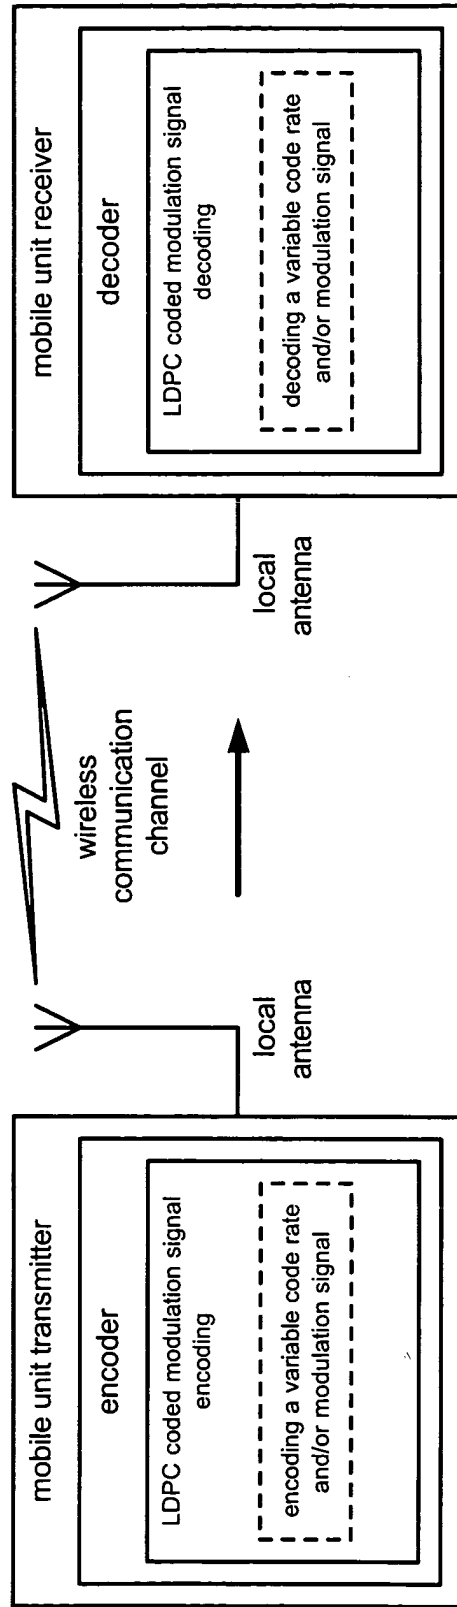 mobile unit transmitter
encoder
LDPC coded modulation signal
encoding
encoding a variable code rate
and/or modulation signal
local
antenna
wireless
communication
channel
local
antenna
mobile unit receiver
decoder
LDPC coded modulation signal
decoding
decoding a variable code rate
and/or modulation signal